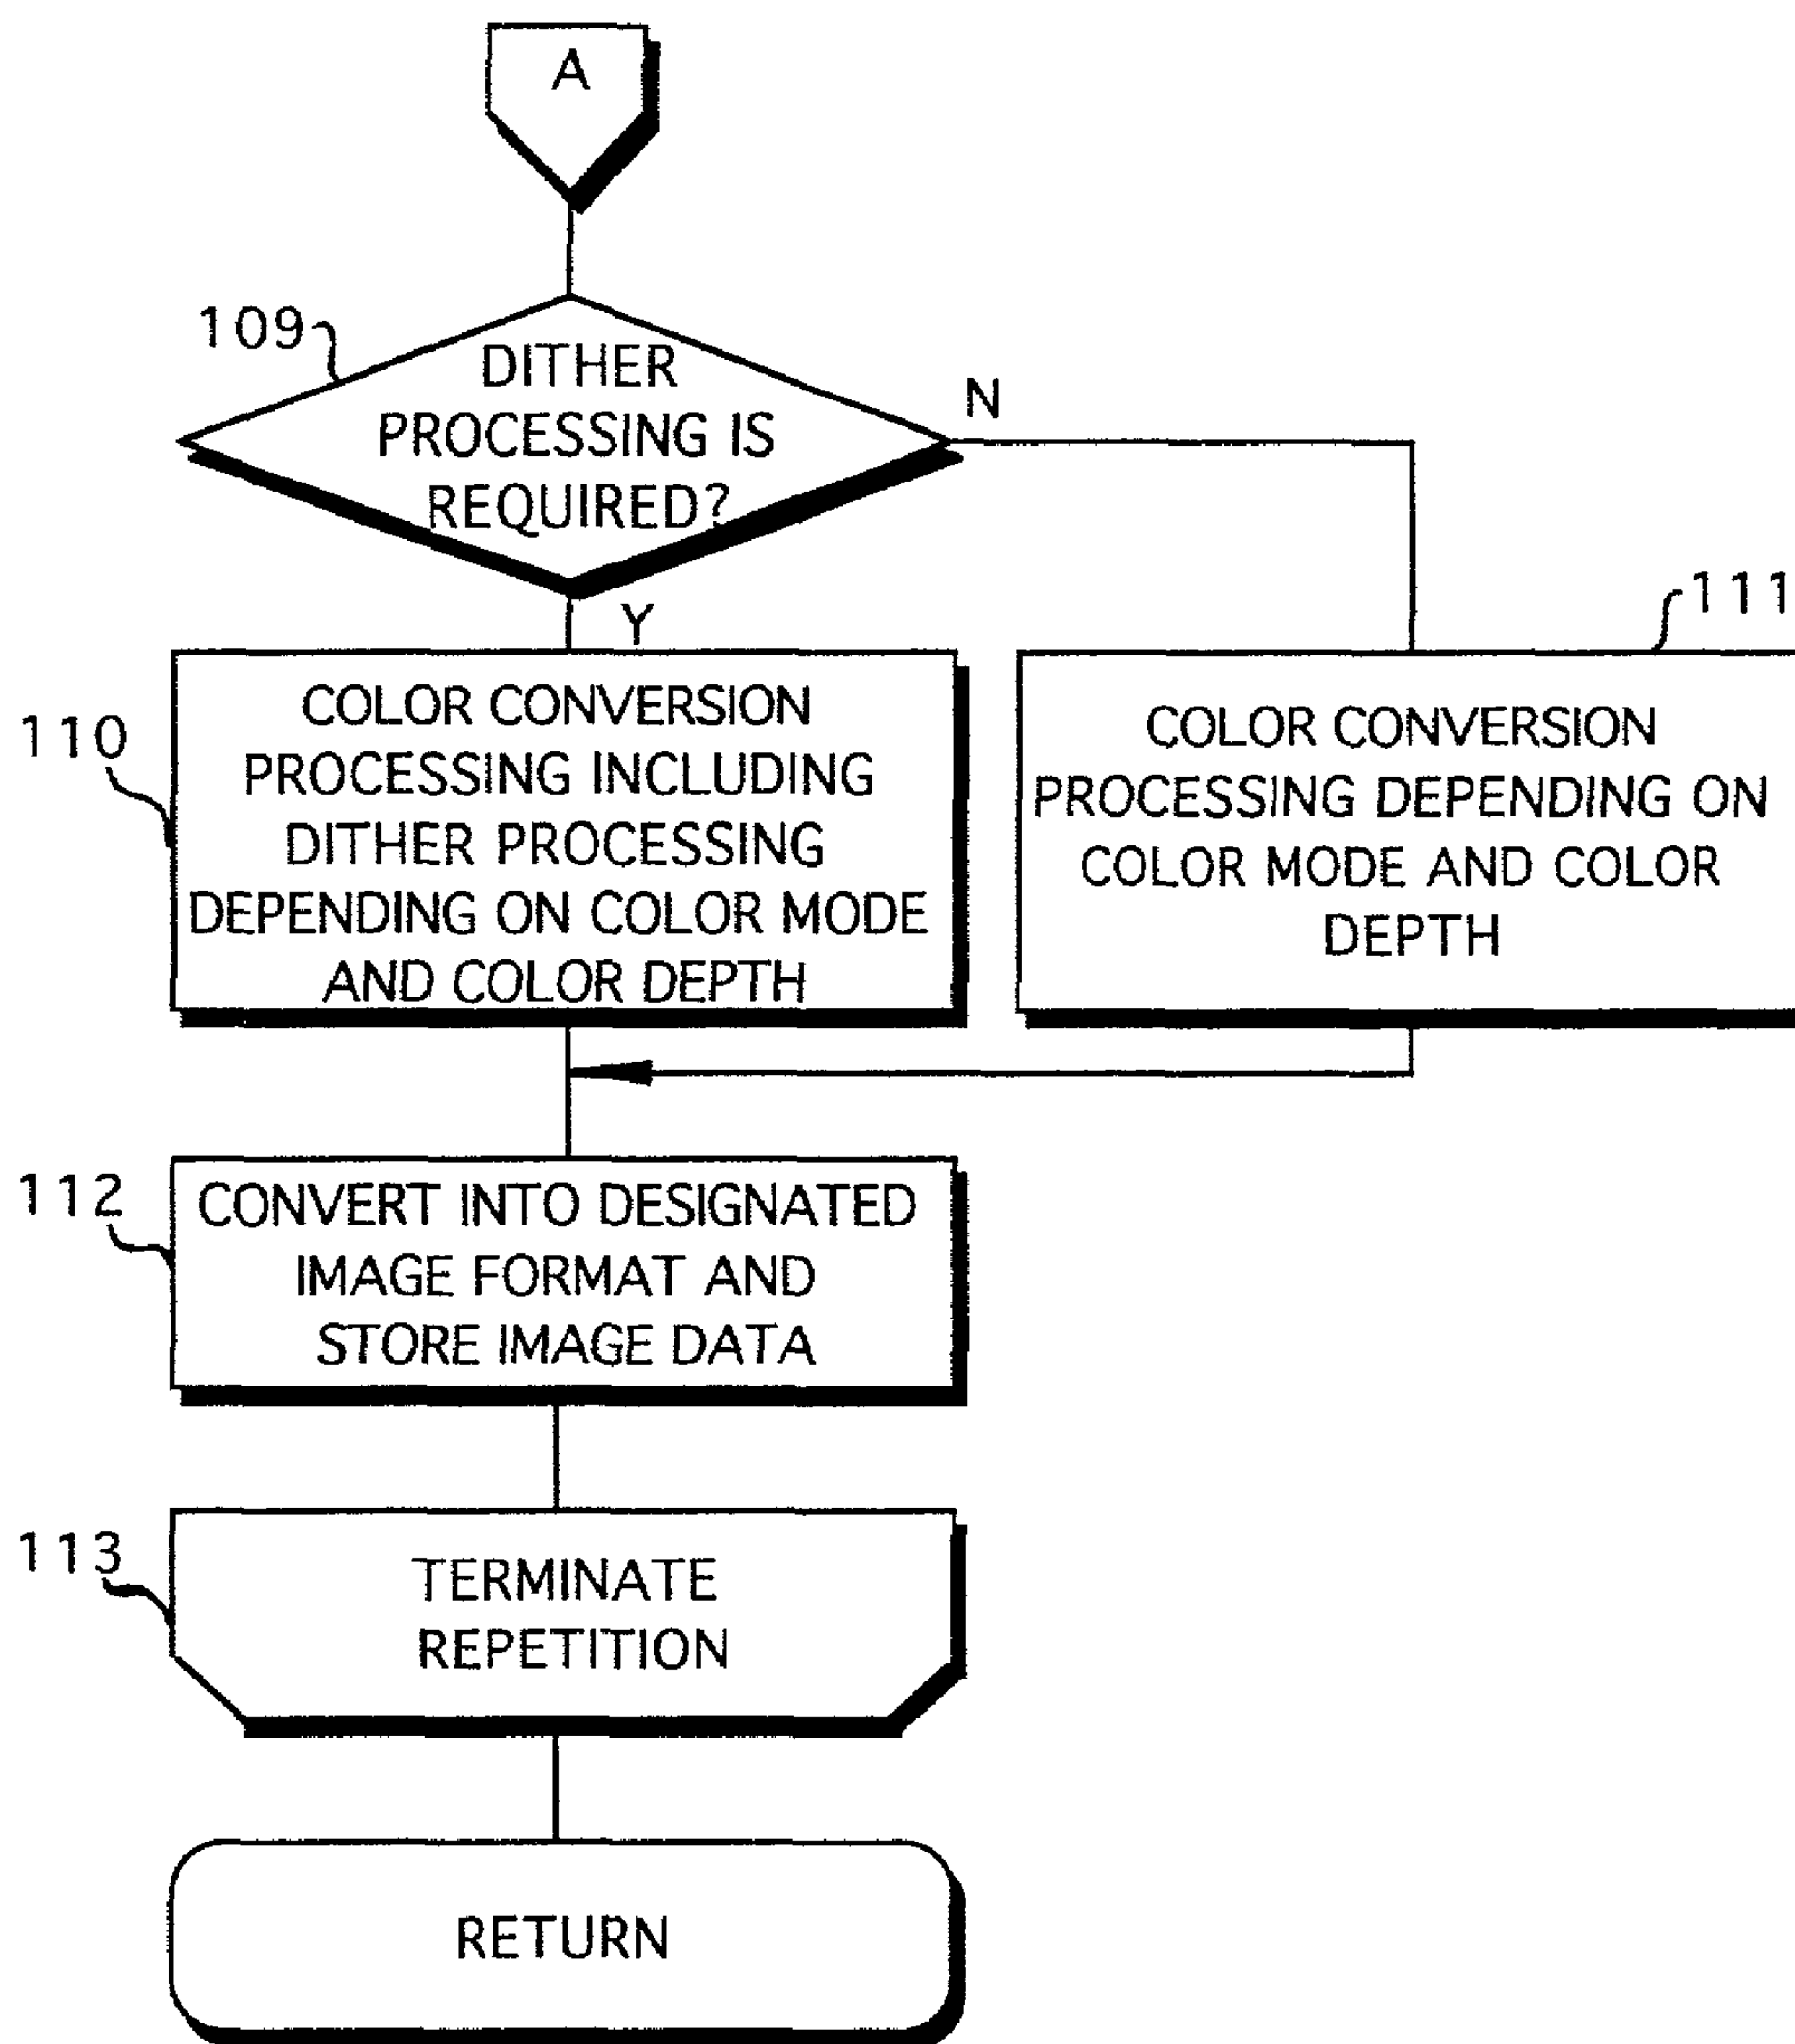 A
109
DITHER
PROCESSING IS
REQUIRED?
N
Y
110
COLOR CONVERSION
PROCESSING INCLUDING
DITHER PROCESSING
DEPENDING ON COLOR MODE
AND COLOR DEPTH
111
COLOR CONVERSION
PROCESSING DEPENDING ON
COLOR MODE AND COLOR
DEPTH
112
CONVERT INTO DESIGNATED
IMAGE FORMAT AND
STORE IMAGE DATA
113
TERMINATE
REPETITION
RETURN